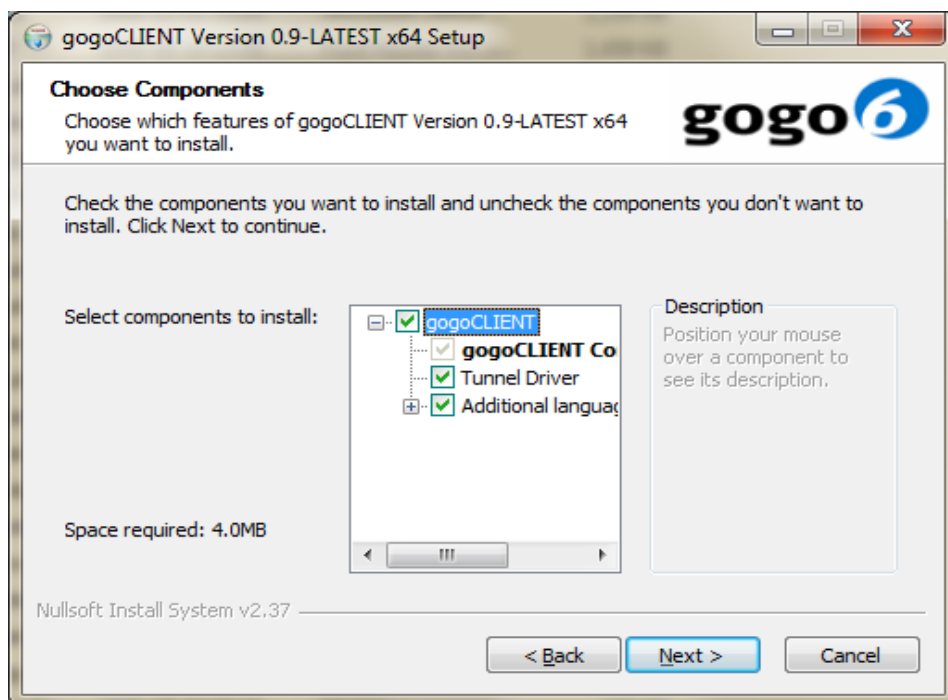 gogoCLIENT Version 0.9-LATEST x64 Setup
Choose Components
Choose which features of gogoCLIENT Version 0.9-LATEST x64
you want to install.
gogo6
Check the components you want to install and uncheck the components you don't want to
install. Click Next to continue.
Select components to install:
gogoCLIENT
gogoCLIENT Co
Tunnel Driver
Additional languag
Description
Position your mouse
over a component to
see its description.
Space required: 4.0MB
Nullsoft Install System v2.37
< Back
Next >
Cancel